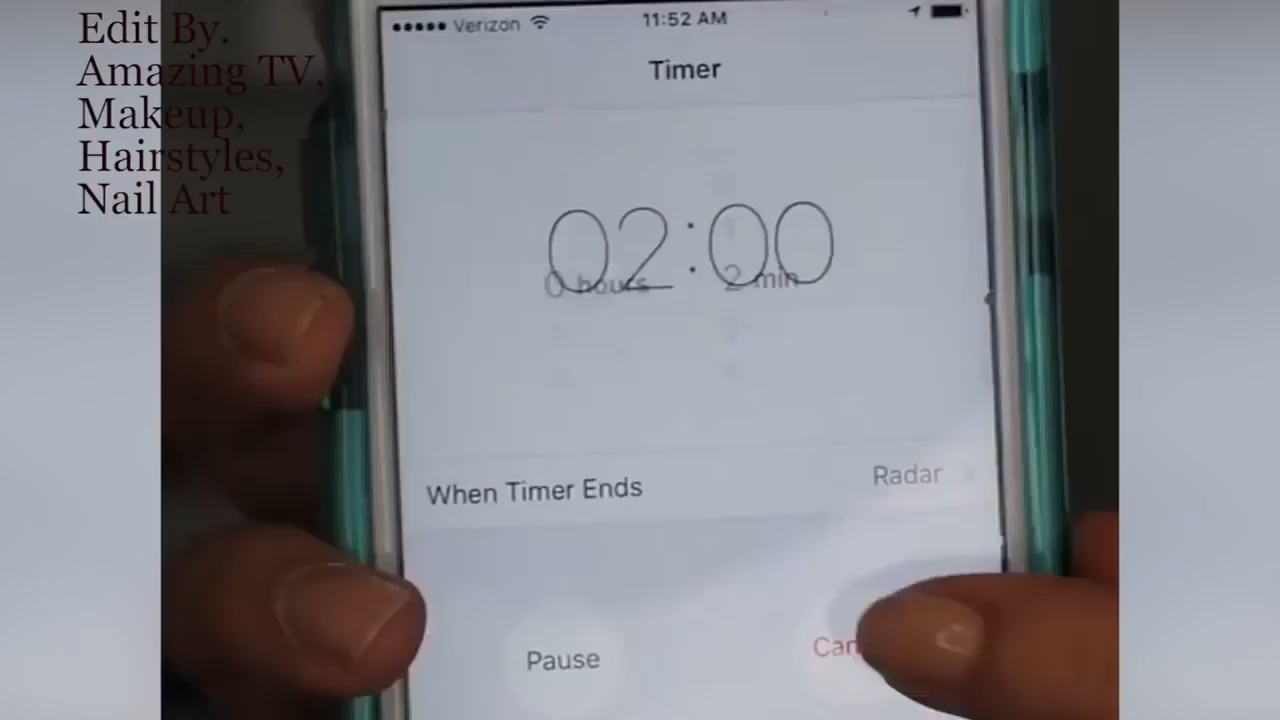 Edit By.
Amazing TV,
Makeup,
Hairstyles,
Nail Art
Verizon 11:52 AM
Timer
02:00
0 hours 2 min
When Timer Ends Radar
Pause